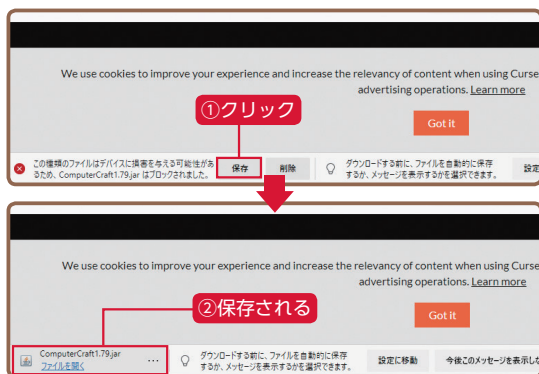 We use cookies to improve your experience and increase the relevancy of content when using Curse
advertising operations. Learn more
①クリック
Got it
この種類のファイルはデバイスに損害を与える可能性があ
るため、ComputerCraft1.79.jar はブロックされました。
保存
削除
ダウンロードする前に、ファイルを自動的に保存
するか、メッセージを表示するかを選択できます。
設定
We use cookies to improve your experience and increase the relevancy of content when using Curse
advertising operations. Learn more
②保存される
Got it
ComputerCraft1.79.jar
ファイルを開く
…
ダウンロードする前に、ファイルを自動的に保存
するか、メッセージを表示するかを選択できます。
設定に移動
今後このメッセージを表示しな